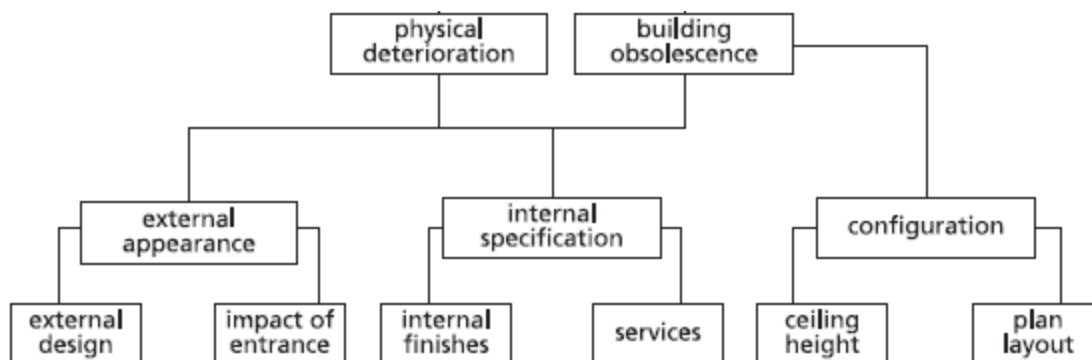 physical
deterioration
building
obsolescence
external
appearance
internal
specification
configuration
external
design
impact of
entrance
internal
finishes
services
ceiling
height
plan
layout